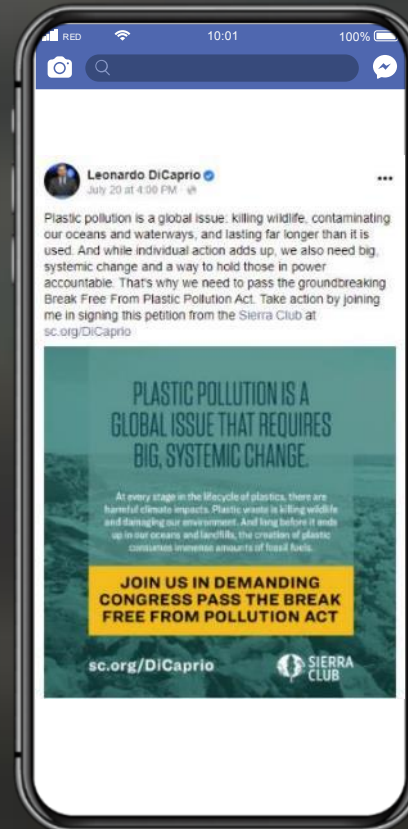 RED 10:01 100%
Leonardo DiCaprio
July 20 at 4:00 PM ·
Plastic pollution is a global issue: killing wildlife, contaminating
our oceans and waterways, and lasting far longer than it is
used. And while individual action adds up, we also need big,
systemic change and a way to hold those in power
accountable. That's why we need to pass the groundbreaking
Break Free From Plastic Pollution Act. Take action by joining
me in signing this petition from the Sierra Club at
sc.org/DiCaprio
PLASTIC POLLUTION IS A
GLOBAL ISSUE THAT REQUIRES
BIG, SYSTEMIC CHANGE.
At every stage in the lifecycle of plastics, there are
harmful climate impacts. Plastic waste is killing wildlife
and damaging our environment. And long before it ends
up in our oceans and landfills, the creation of plastic
consumes immense amounts of fossil fuels.
JOIN US IN DEMANDING
CONGRESS PASS THE BREAK
FREE FROM POLLUTION ACT
sc.org/DiCaprio
SIERRA
CLUB